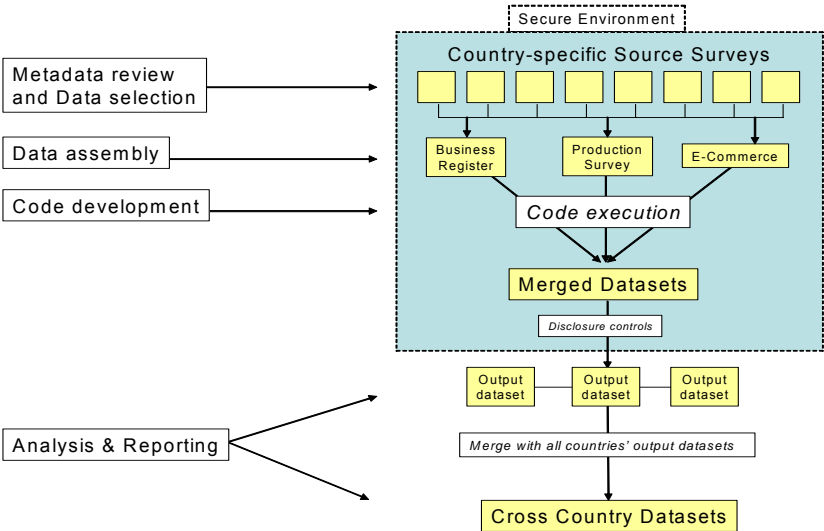 Secure Environment
Country-specific Source Surveys
Metadata review
and Data selection
Data assembly
Business
Register
Production
Survey
E-Commerce
Code development
Code execution
Merged Datasets
Disclosure controls
Output
dataset
Output
dataset
Output
dataset
Analysis & Reporting
Merge with all countries' output datasets
Cross Country Datasets